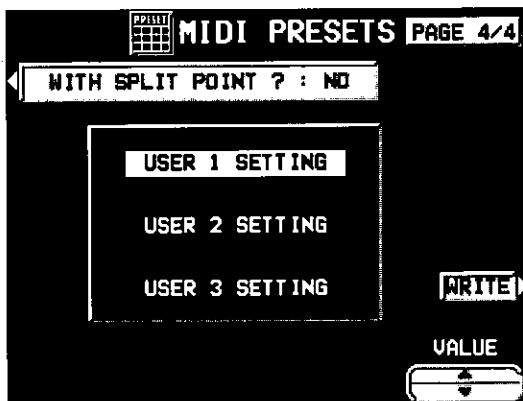 PRESET
MIDI PRESETS PAGE 4/4
WITH SPLIT POINT ? : NO
USER 1 SETTING
USER 2 SETTING
USER 3 SETTING
WRITE
VALUE